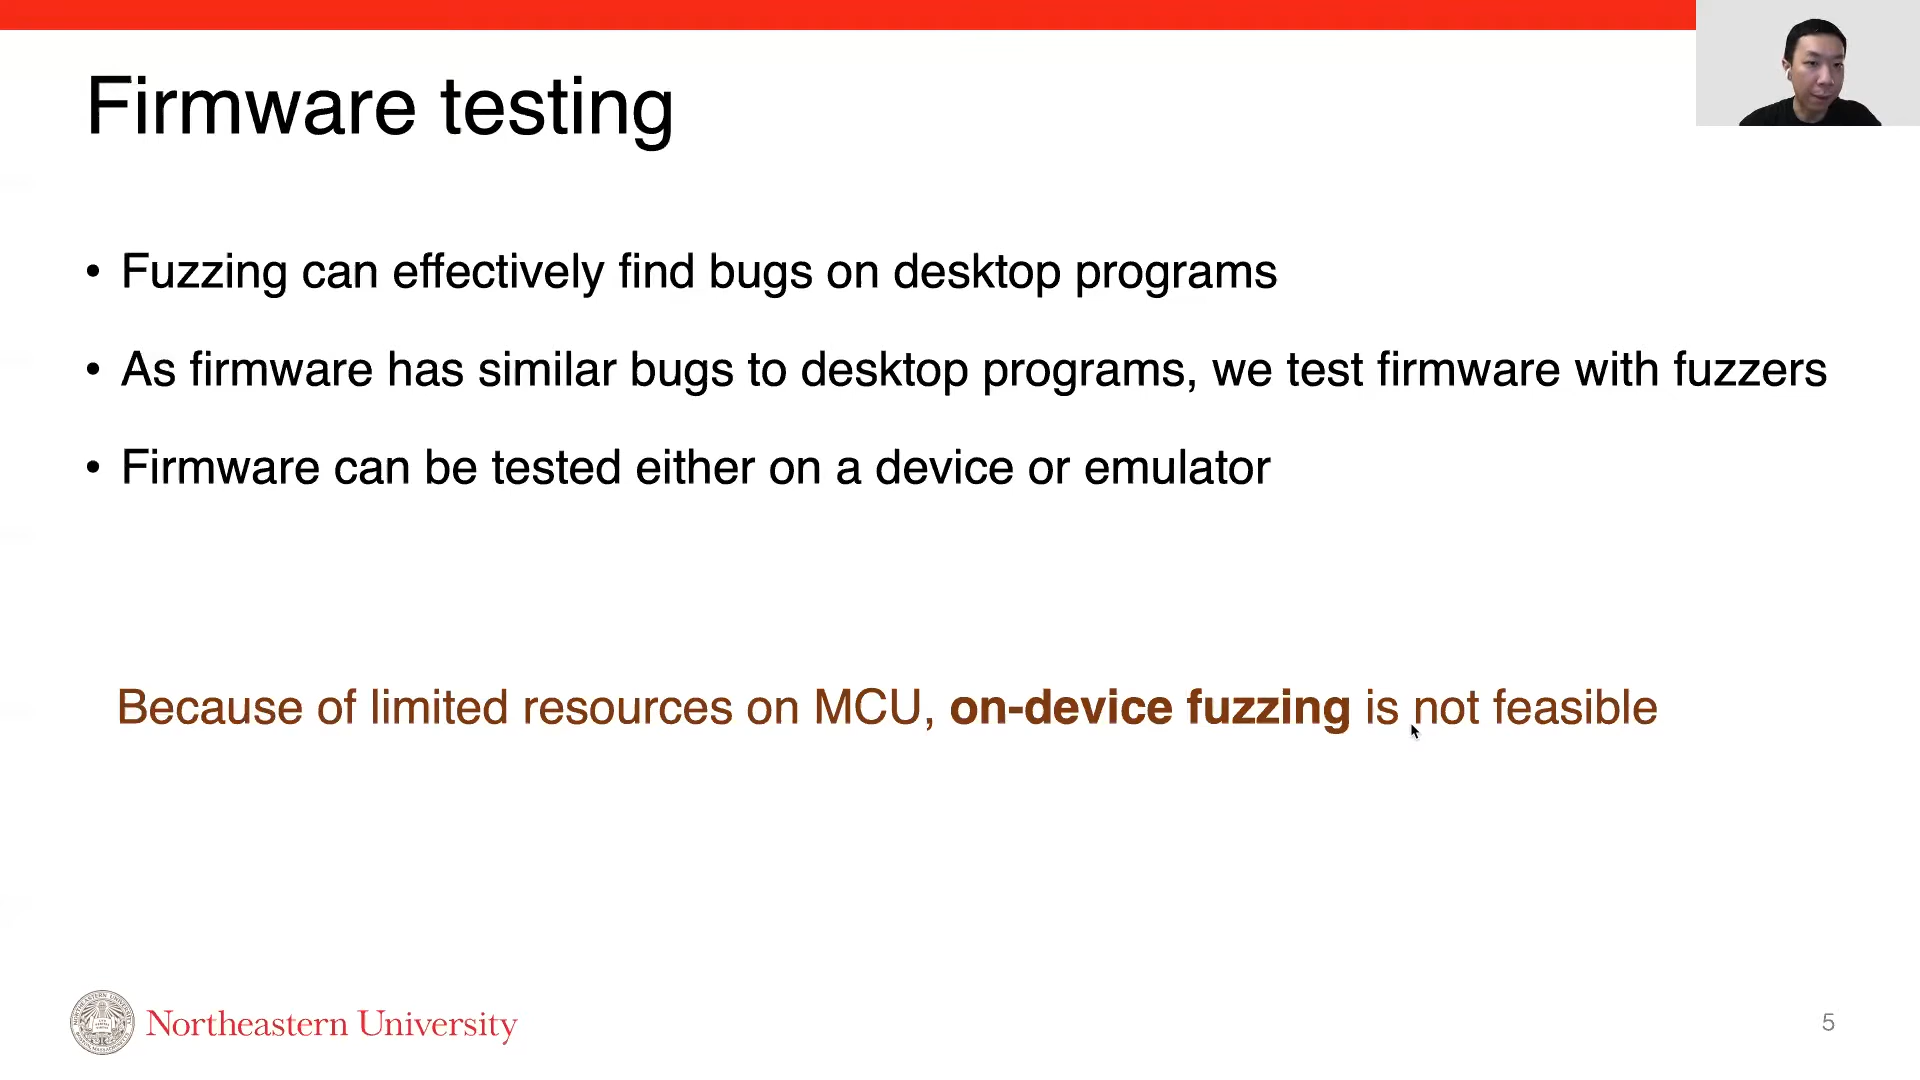 Firmware testing
• Fuzzing can effectively find bugs on desktop programs
• As firmware has similar bugs to desktop programs, we test firmware with fuzzers
• Firmware can be tested either on a device or emulator
Because of limited resources on MCU, on-device fuzzing is not feasible
Northeastern University
5